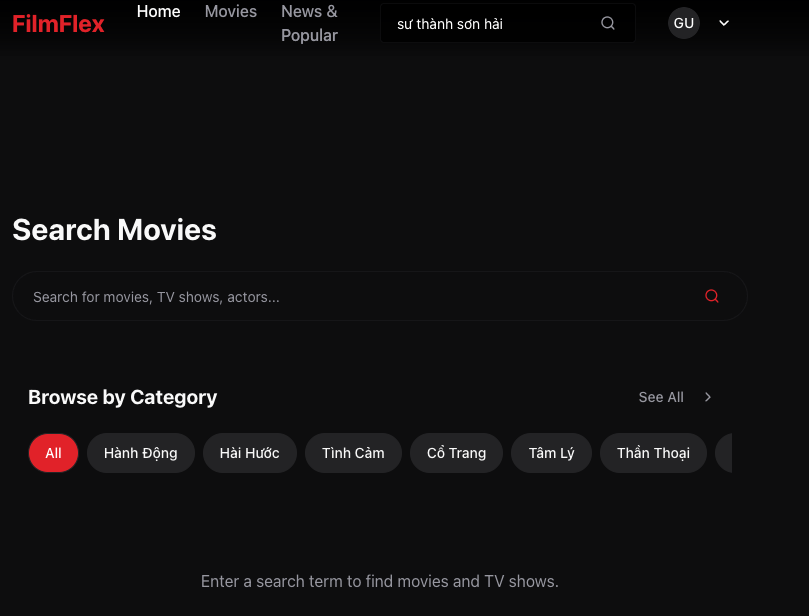 FilmFlex
Home
Movies
News &
Popular
sư thành sơn hải
GU
Search Movies
Search for movies, TV shows, actors...
Browse by Category
See All
All
Hành Động
Hài Hước
Tình Cảm
Cổ Trang
Tâm Lý
Thần Thoại
Enter a search term to find movies and TV shows.